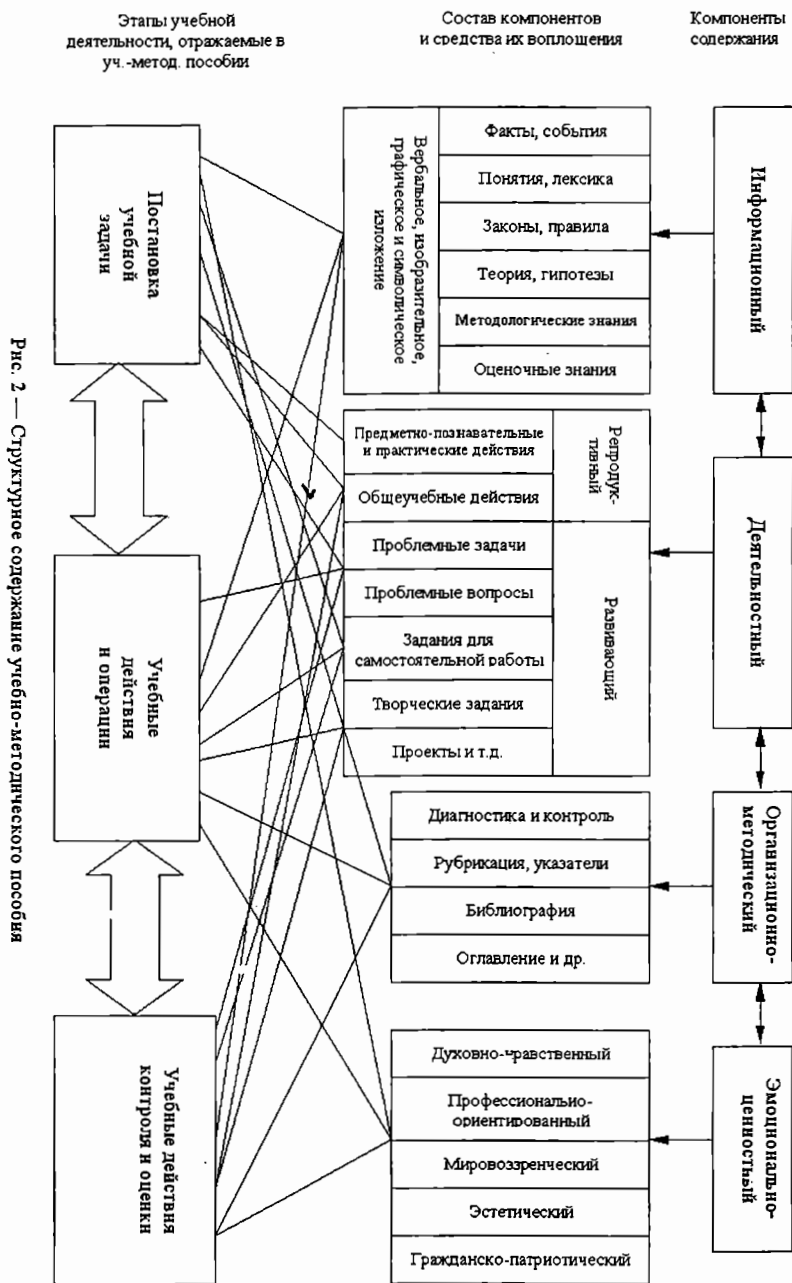 Этапы учебной
деятельности, отражаемые в
уч.-метод. пособии
Состав компонентов
и средства их воплощения
Компоненты
содержания
Постановка
учебной
задачи
Учебные
действия
и операции
Учебные действия
контроля и оценки
Вербальное, изобразительное,
графическое и символическое
изложение
Факты, события
Понятия, лексика
Законы, правила
Теория, гипотезы
Методологические знания
Оценочные знания
Информационный
Предметно-познавательные
и практические действия
Общеучебные действия
Репродук-
тивный
Проблемные задачи
Проблемные вопросы
Задания для
самостоятельной работы
Творческие задания
Проекты и т.д.
Развивающий
Деятельностный
Диагностика и контроль
Рубрикация, указатели
Библиография
Оглавление и др.
Организационно-
методический
Духовно-нравственный
Профессионально-
ориентированный
Мировоззренческий
Эстетический
Гражданско-патриотический
Эмоционально-
ценностный
Рис. 2 — Структурное содержание учебно-методического пособия